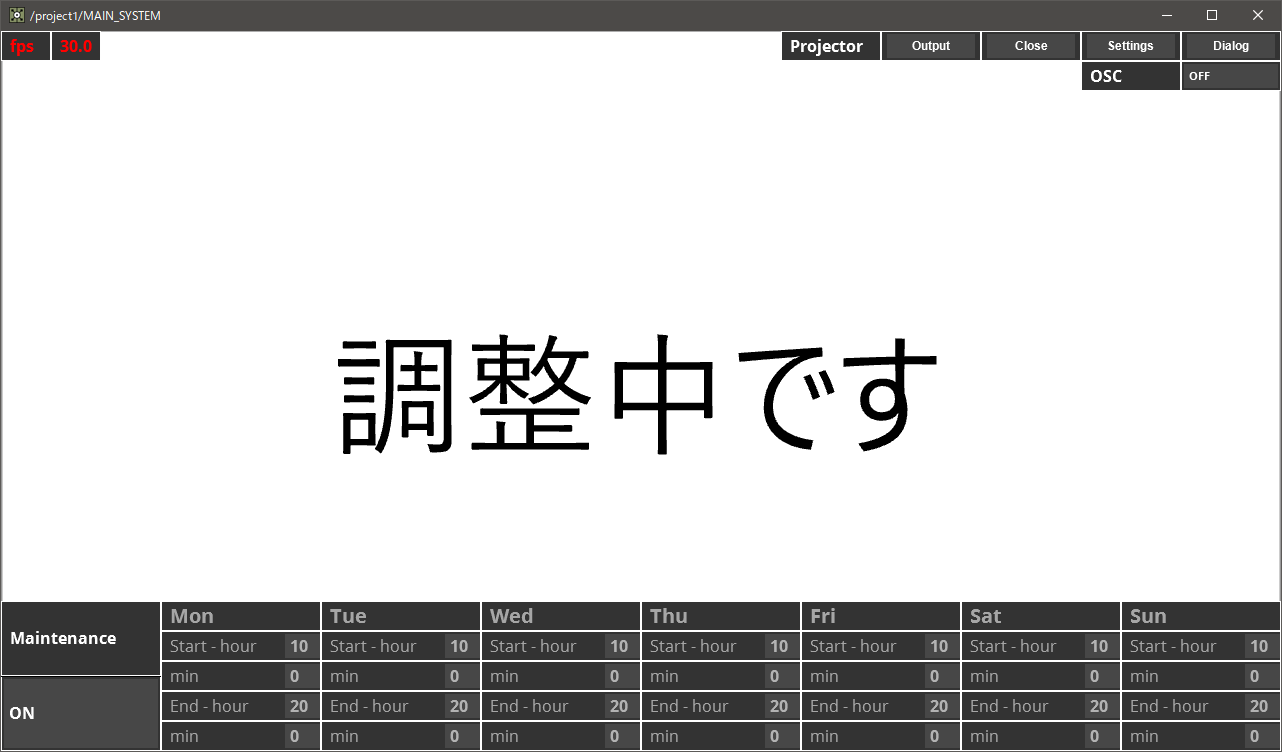 /project1/MAIN_SYSTEM
fps 30.0 Projector Output Close Settings Dialog
OSC OFF
調整中です
Maintenance
ON
Mon Tue Wed Thu Fri Sat Sun
Start - hour 10 Start - hour 10 Start - hour 10 Start - hour 10 Start - hour 10 Start - hour 10 Start - hour 10
min 0 min 0 min 0 min 0 min 0 min 0 min 0
End - hour 20 End - hour 20 End - hour 20 End - hour 20 End - hour 20 End - hour 20 End - hour 20
min 0 min 0 min 0 min 0 min 0 min 0 min 0